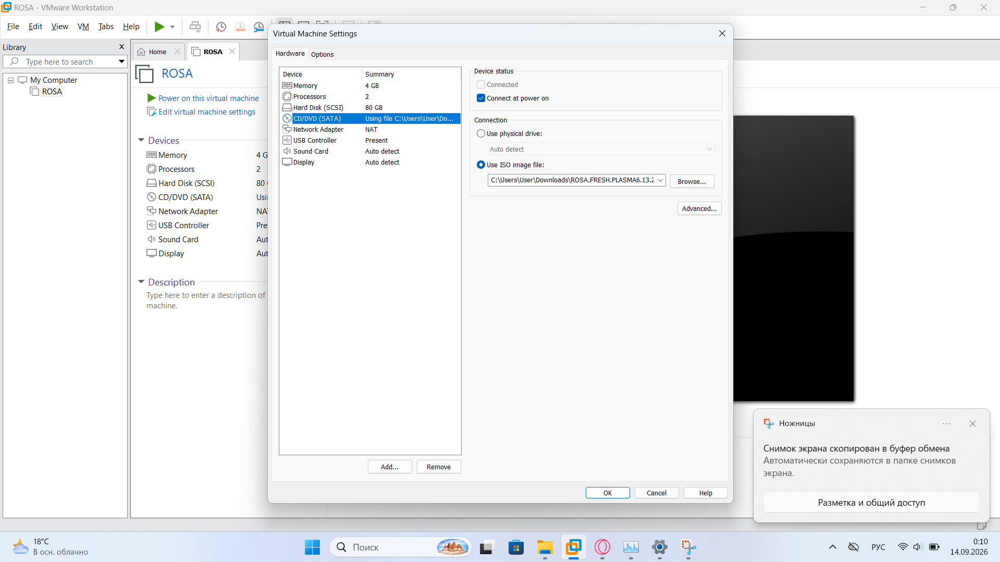 ROSA - VMware Workstation
File Edit View VM Tabs Help
Library
Type here to search
My Computer
ROSA
Home
ROSA
ROSA
Power on this virtual machine
Edit virtual machine settings
Devices
Memory 4 G
Processors 2
Hard Disk (SCSI) 80
CD/DVD (SATA) Usi
Network Adapter NA
USB Controller Pre
Sound Card Aut
Display Aut
Description
Type here to enter a description of
machine.
Virtual Machine Settings
Hardware Options
Device Summary
Memory 4 GB
Processors 2
Hard Disk (SCSI) 80 GB
CD/DVD (SATA) Using file C:\Users\User\Do...
Network Adapter NAT
USB Controller Present
Sound Card Auto detect
Display Auto detect
Add... Remove
Device status
Connected
Connect at power on
Connection
Use physical drive:
Auto detect
Use ISO image file:
C:\Users\User\Downloads\ROSA.FRESH.PLASMA6.13.2
Browse...
Advanced...
OK Cancel Help
Ножницы
Снимок экрана скопирован в буфер обмена
Автоматически сохраняются в папке снимков
экрана.
Разметка и общий доступ
18°C
В осн. облачно
Поиск
РУС
0:10
14.09.2026